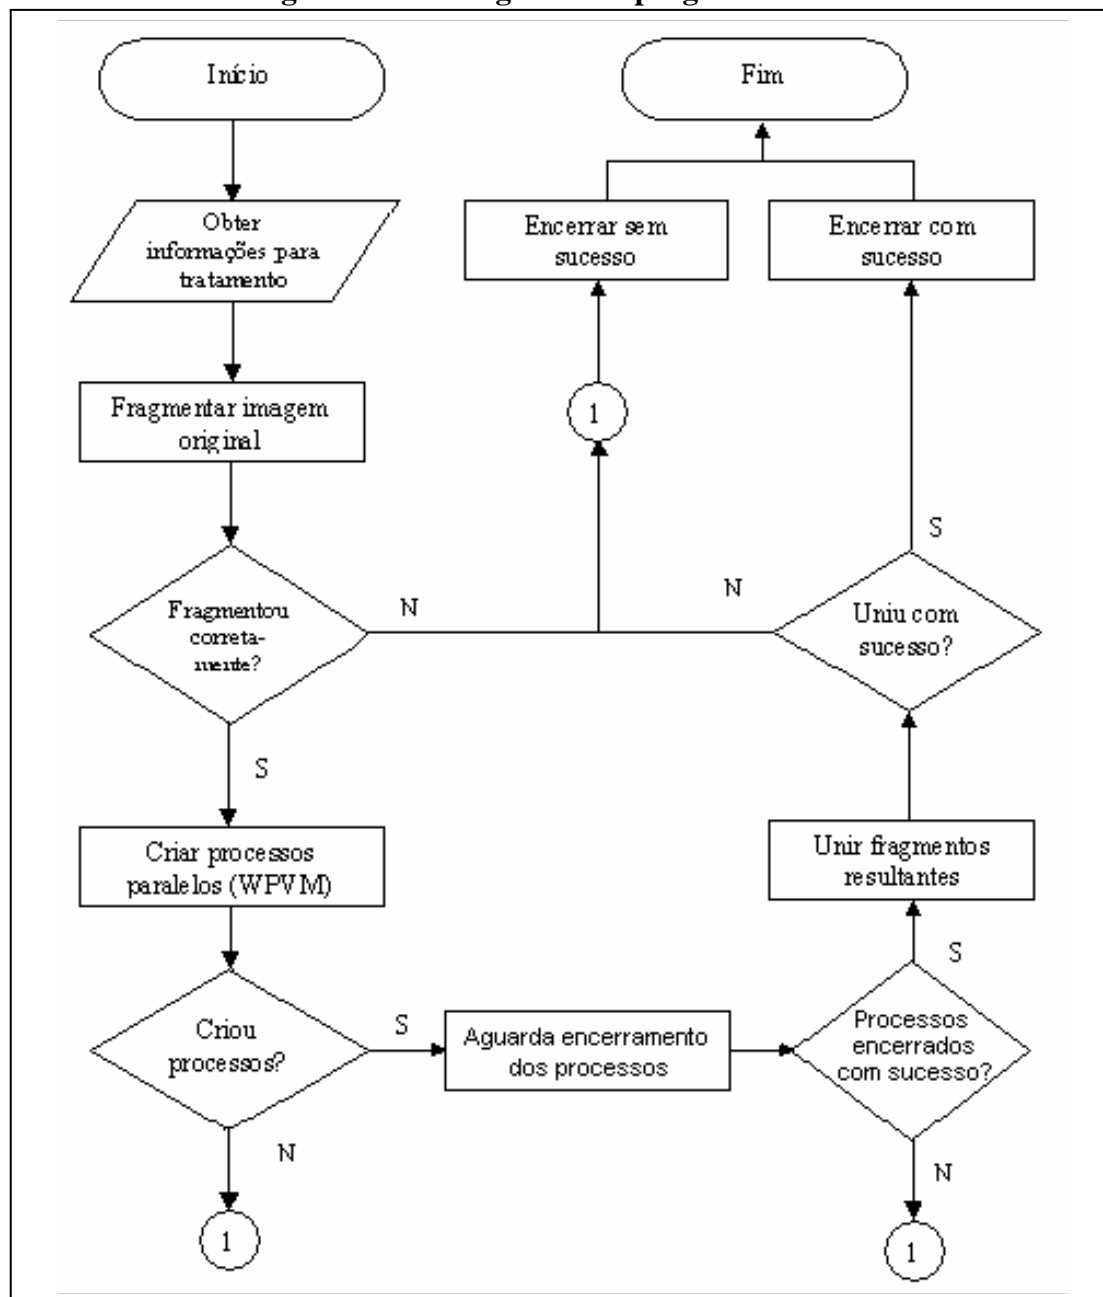 Início
Fim
Obter
informações para
tratamento
Encerrar sem
sucesso
Encerrar com
sucesso
Fragmentar imagem
original
1
Fragmentou
correta-
mente?
N
N
S
Uniu com
sucesso?
S
Criar processos
paralelos (WPVM)
Unir fragmentos
resultantes
S
Criou
processos?
S
Aguarda encerramento
dos processos
Processos
encerrados
com sucesso?
N
N
1
1